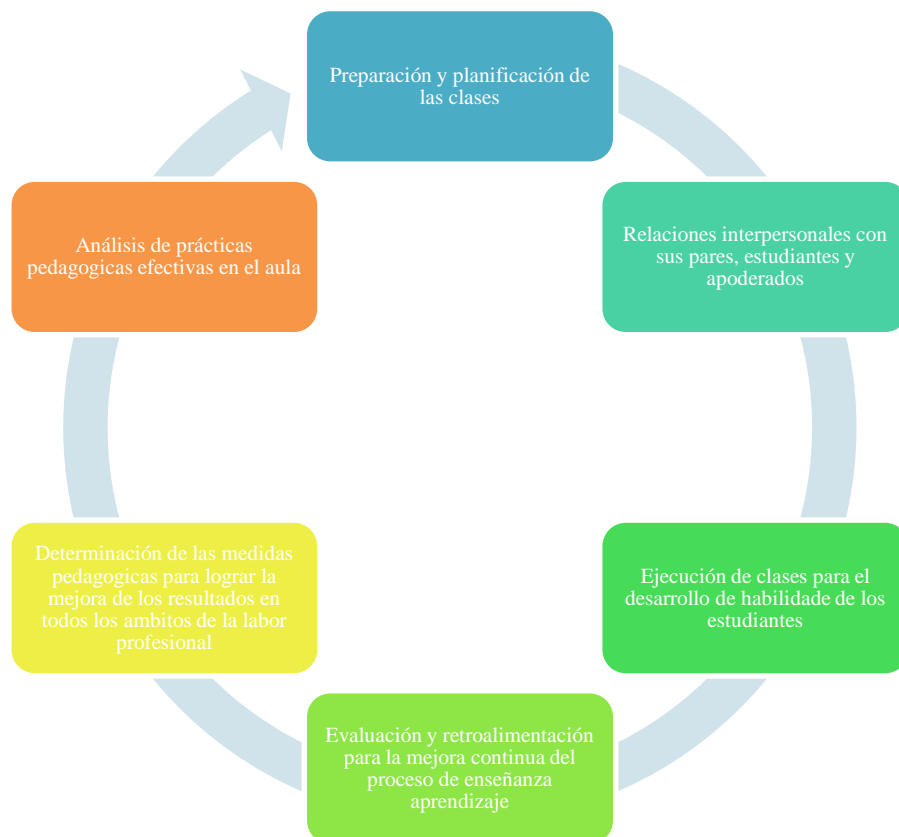 Preparación y planificación de
las clases
Relaciones interpersonales con
sus pares, estudiantes y
apoderados
Ejecución de clases para el
desarrollo de habilidade de los
estudiantes
Evaluación y retroalimentación
para la mejora continua del
proceso de enseñanza
aprendizaje
Determinación de las medidas
pedagogicas para lograr la
mejora de los resultados en
todos los ambitos de la labor
profesional
Análisis de prácticas
pedagogicas efectivas en el aula